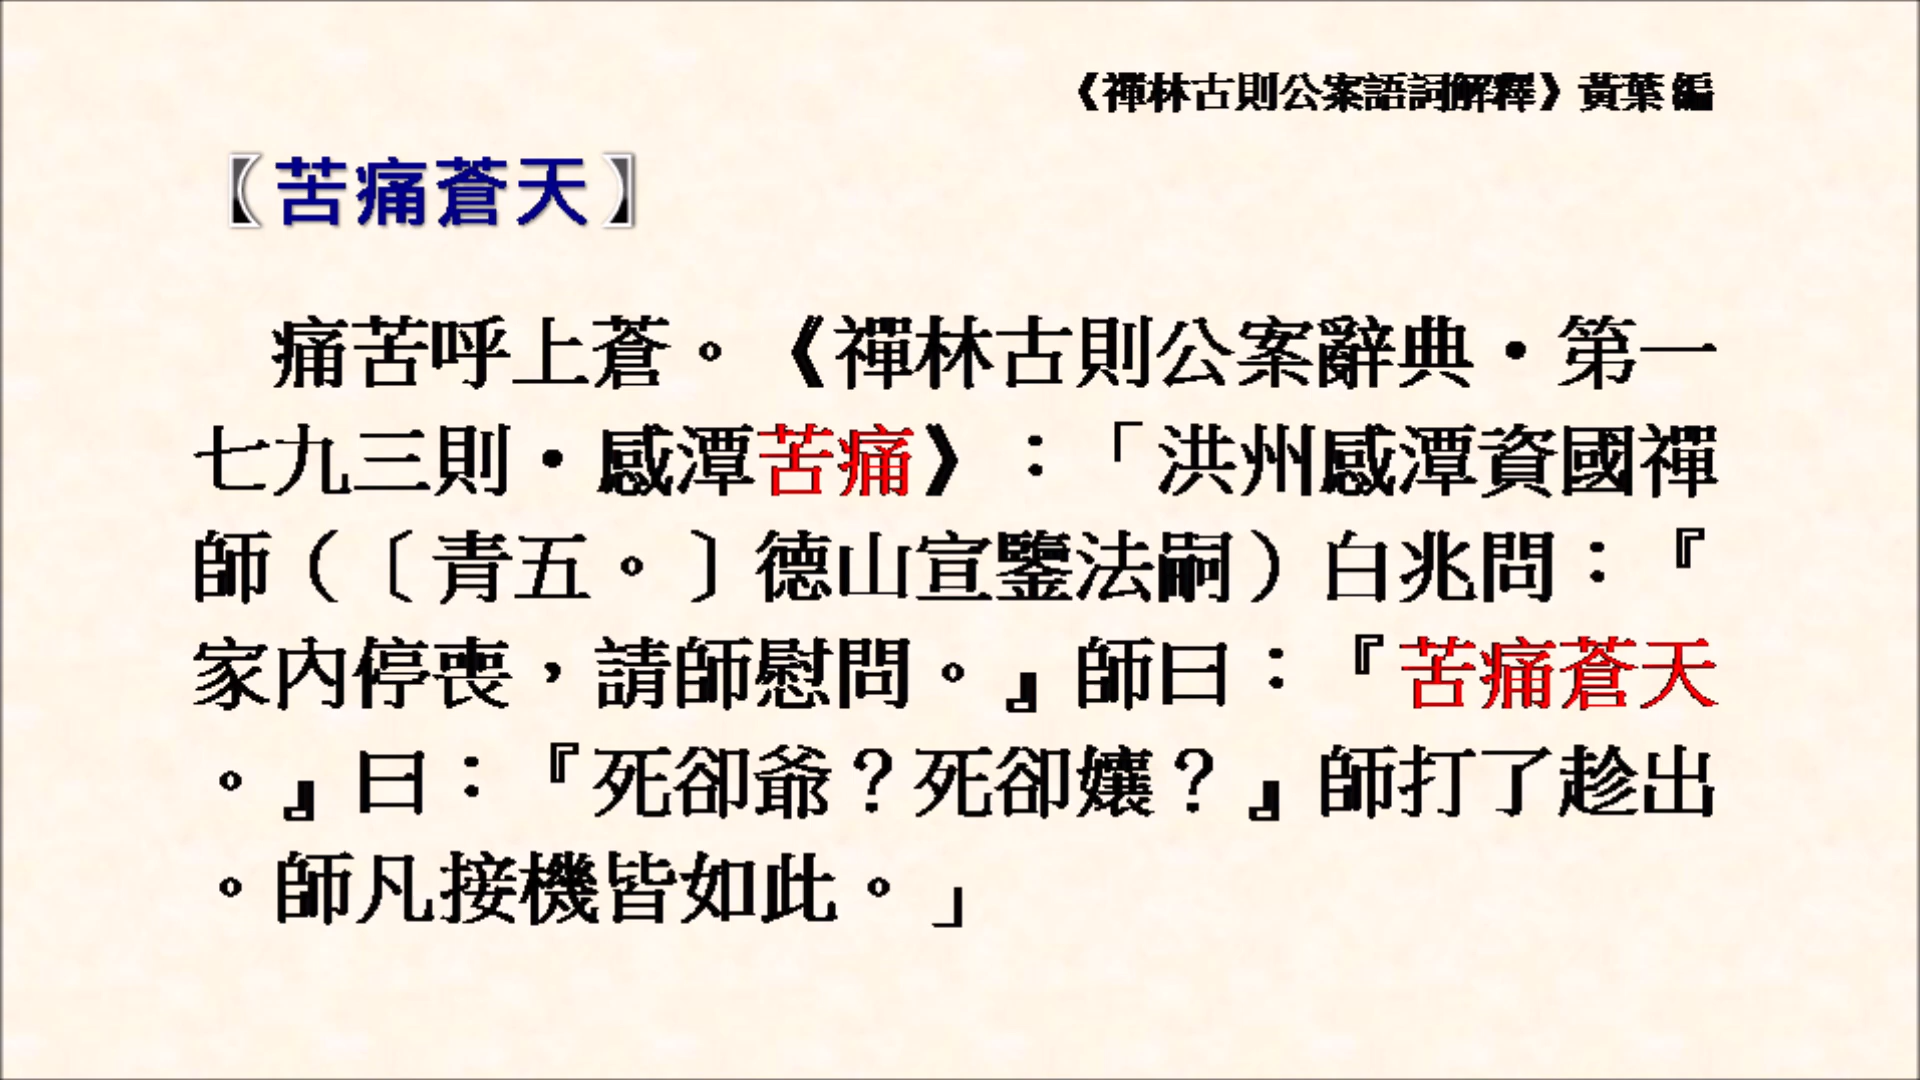 《禪林古則公案語詞解釋》黃葉 編
〖苦痛蒼天〗
痛苦呼上蒼。《禪林古則公案辭典・第一
七九三則・感潭苦痛》：「洪州感潭資國禪
師（〔青五。〕德山宣鑒法嗣）白兆問：『
家內停喪，請師慰問。』師曰：『苦痛蒼天
。』曰：『死卻爺？死卻孃？』師打了趁出
。師凡接機皆如此。」